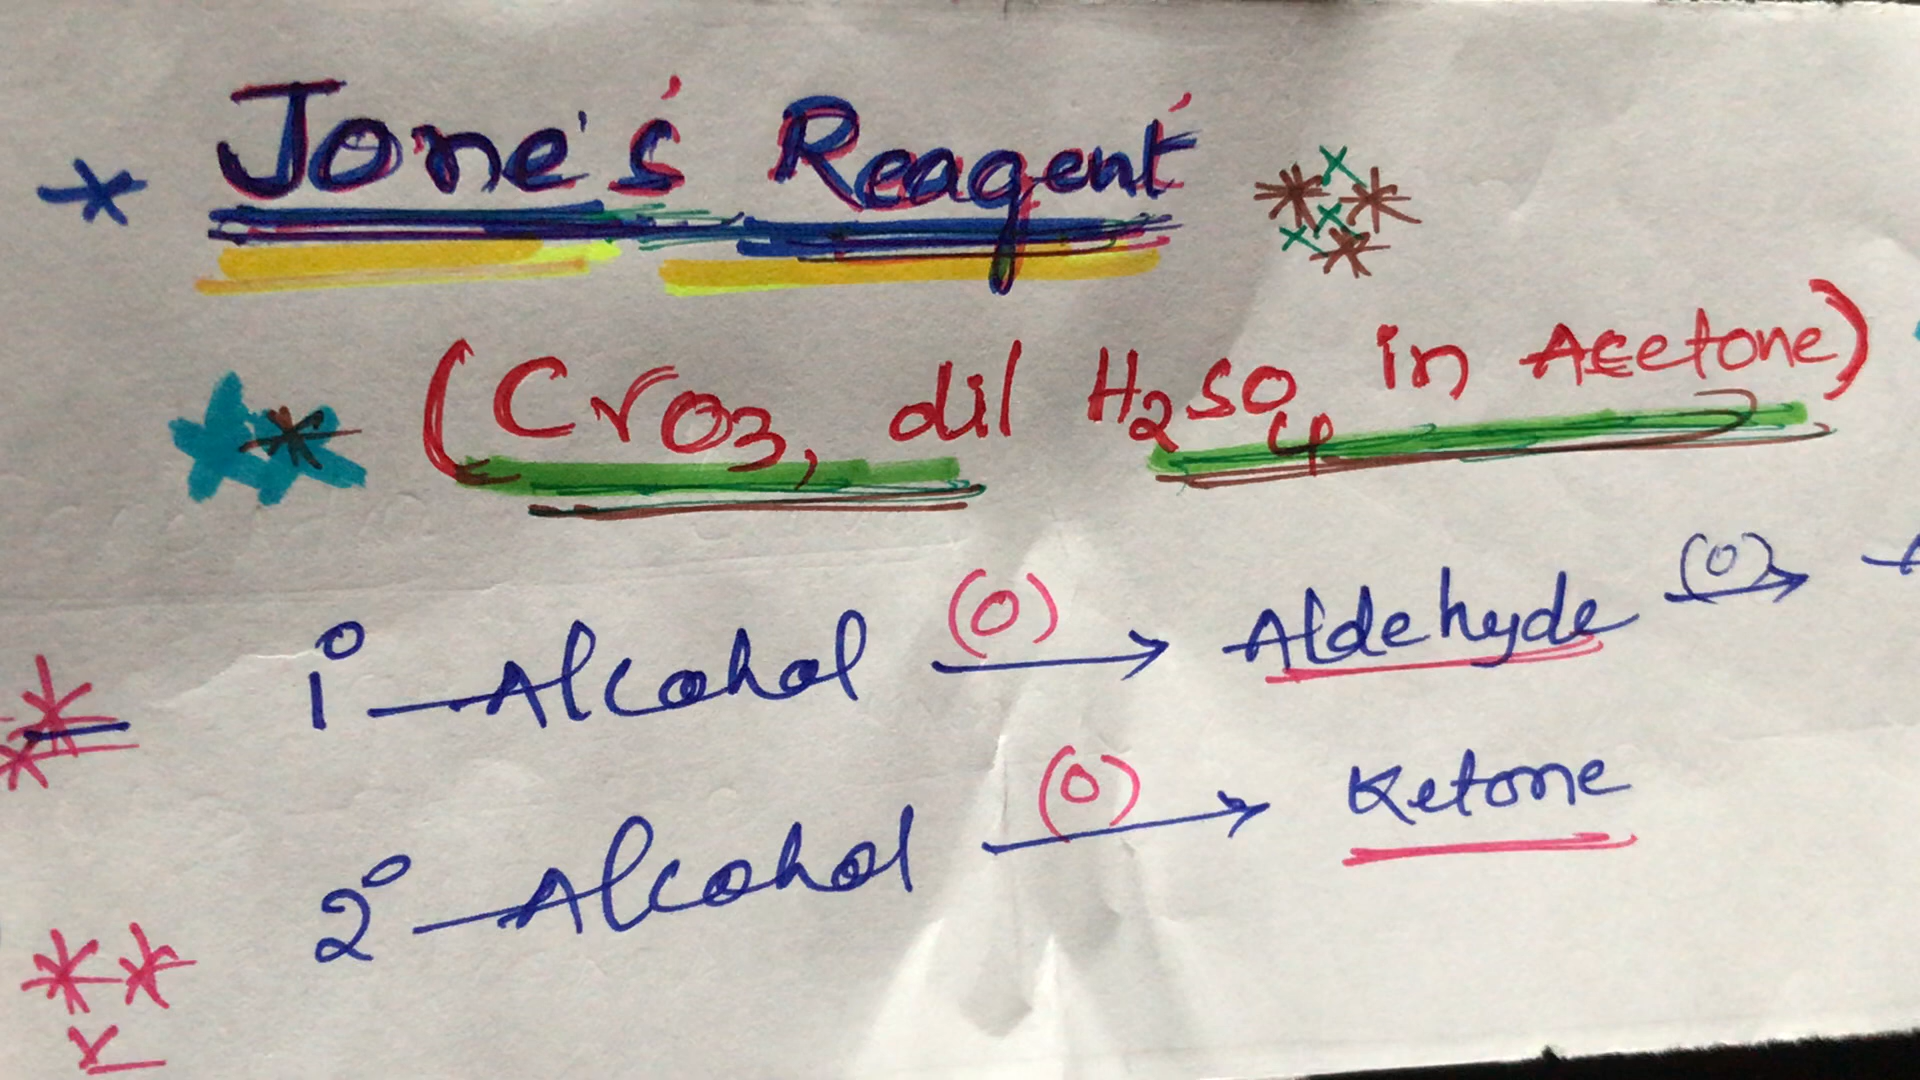 Jone's Reagent
(CrO3, dil H2SO4 in Acetone)
1° - Alcohol (O) → Aldehyde (O) →
2° - Alcohol (O) → Ketone